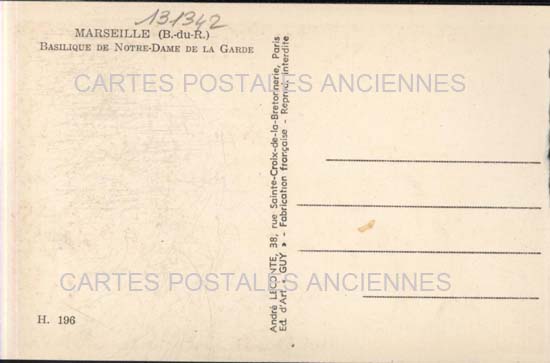 131342
MARSEILLE (B.-du-R.)
BASILIQUE DE NOTRE-DAME DE LA GARDE
CARTES POSTALES ANCIENNES
André LECONTE, 38, rue Sainte-Croix-de-la-Bretonnerie, Paris
Ed. d'Art « GUY » - Fabrication française - Reprod. interdite
CARTES POSTALES ANCIENNES
H. 196